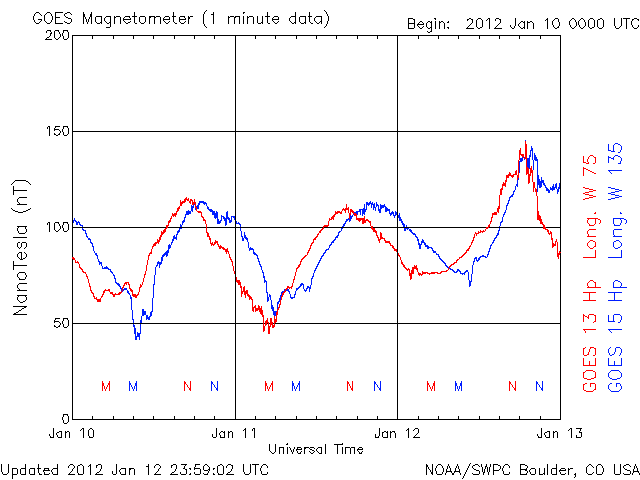 GOES Magnetometer (1 minute data)
Begin: 2012 Jan 10 0000 UTC
200
150
100
50
0
NanoTesla (nT)
M M N N M M N N M M N N
Jan 10 Jan 11 Jan 12 Jan 13
Universal Time
GOES 13 Hp Long. W 75
GOES 15 Hp Long. W 135
Updated 2012 Jan 12 23:59:02 UTC
NOAA/SWPC Boulder, CO USA